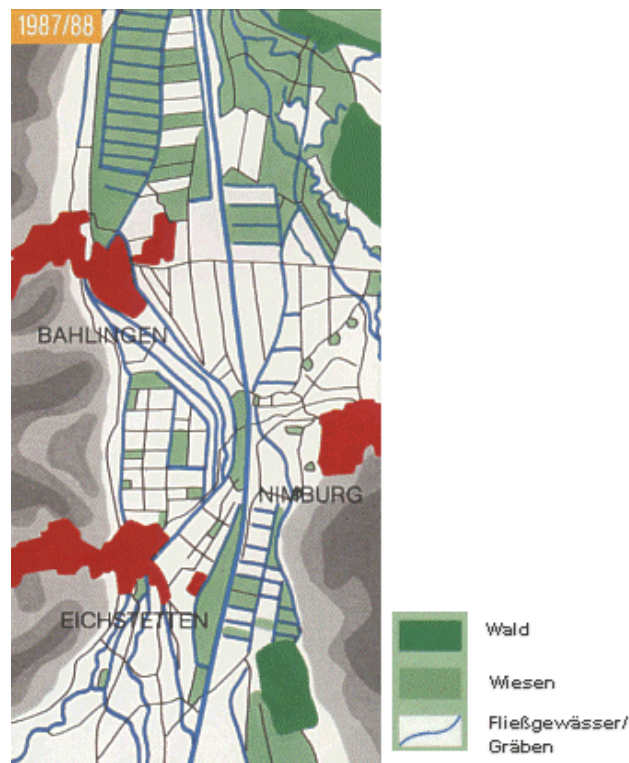 1987/88
BAHLINGEN
NIMBURG
EICHSTETTEN
Wald
Wiesen
Fließgewässer/
Gräben